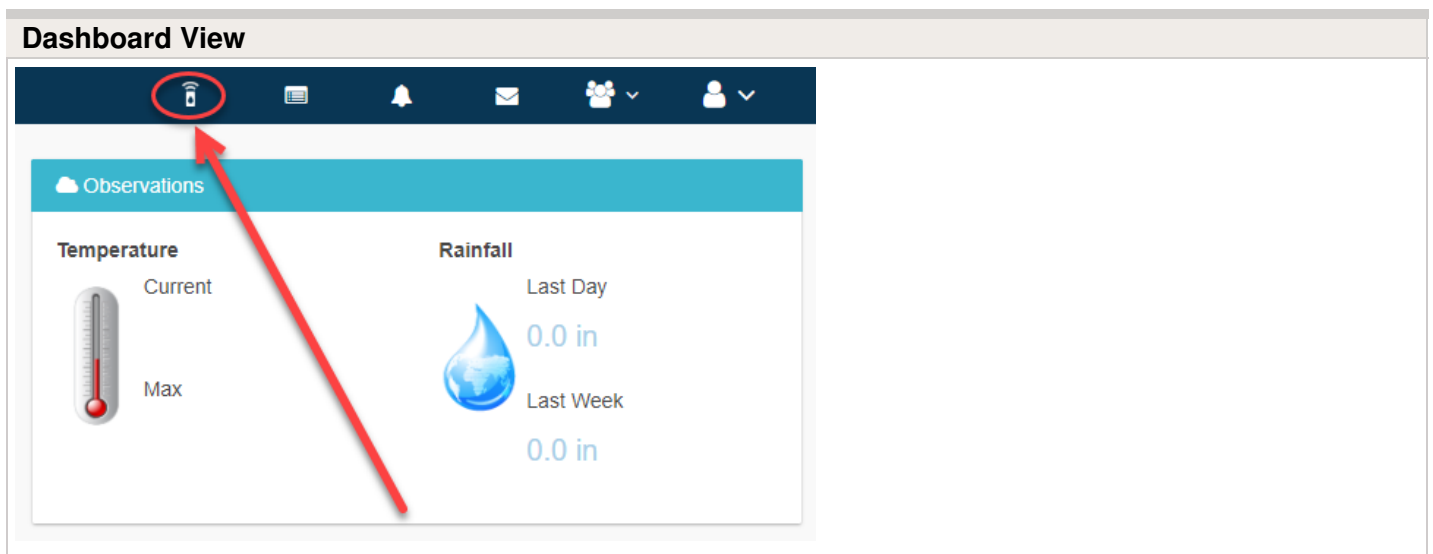 Dashboard View
Observations
Temperature
Rainfall
Current
Last Day
0.0 in
Max
Last Week
0.0 in